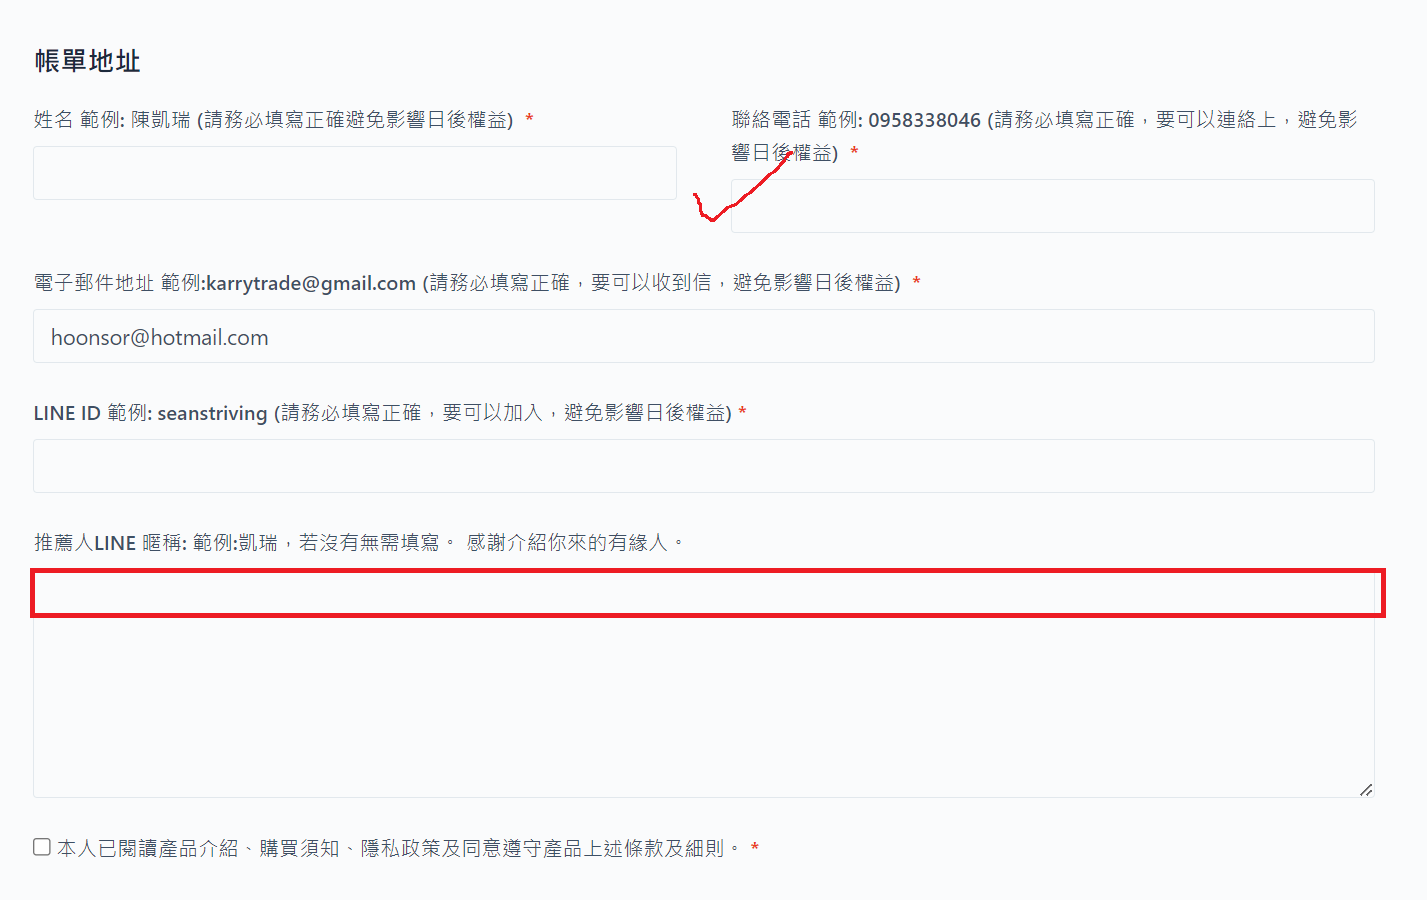 帳單地址
姓名 範例: 陳凱瑞 (請務必填寫正確避免影響日後權益) *
聯絡電話 範例: 0958338046 (請務必填寫正確，要可以連絡上，避免影
響日後權益) *
電子郵件地址 範例:karrytrade@gmail.com (請務必填寫正確，要可以收到信，避免影響日後權益) *
hoonsor@hotmail.com
LINE ID 範例: seanstriving (請務必填寫正確，要可以加入，避免影響日後權益) *
推薦人LINE 暱稱: 範例:凱瑞，若沒有無需填寫。 感謝介紹你來的有緣人。
本人已閱讀產品介紹、購買須知、隱私政策及同意遵守產品上述條款及細則。 *